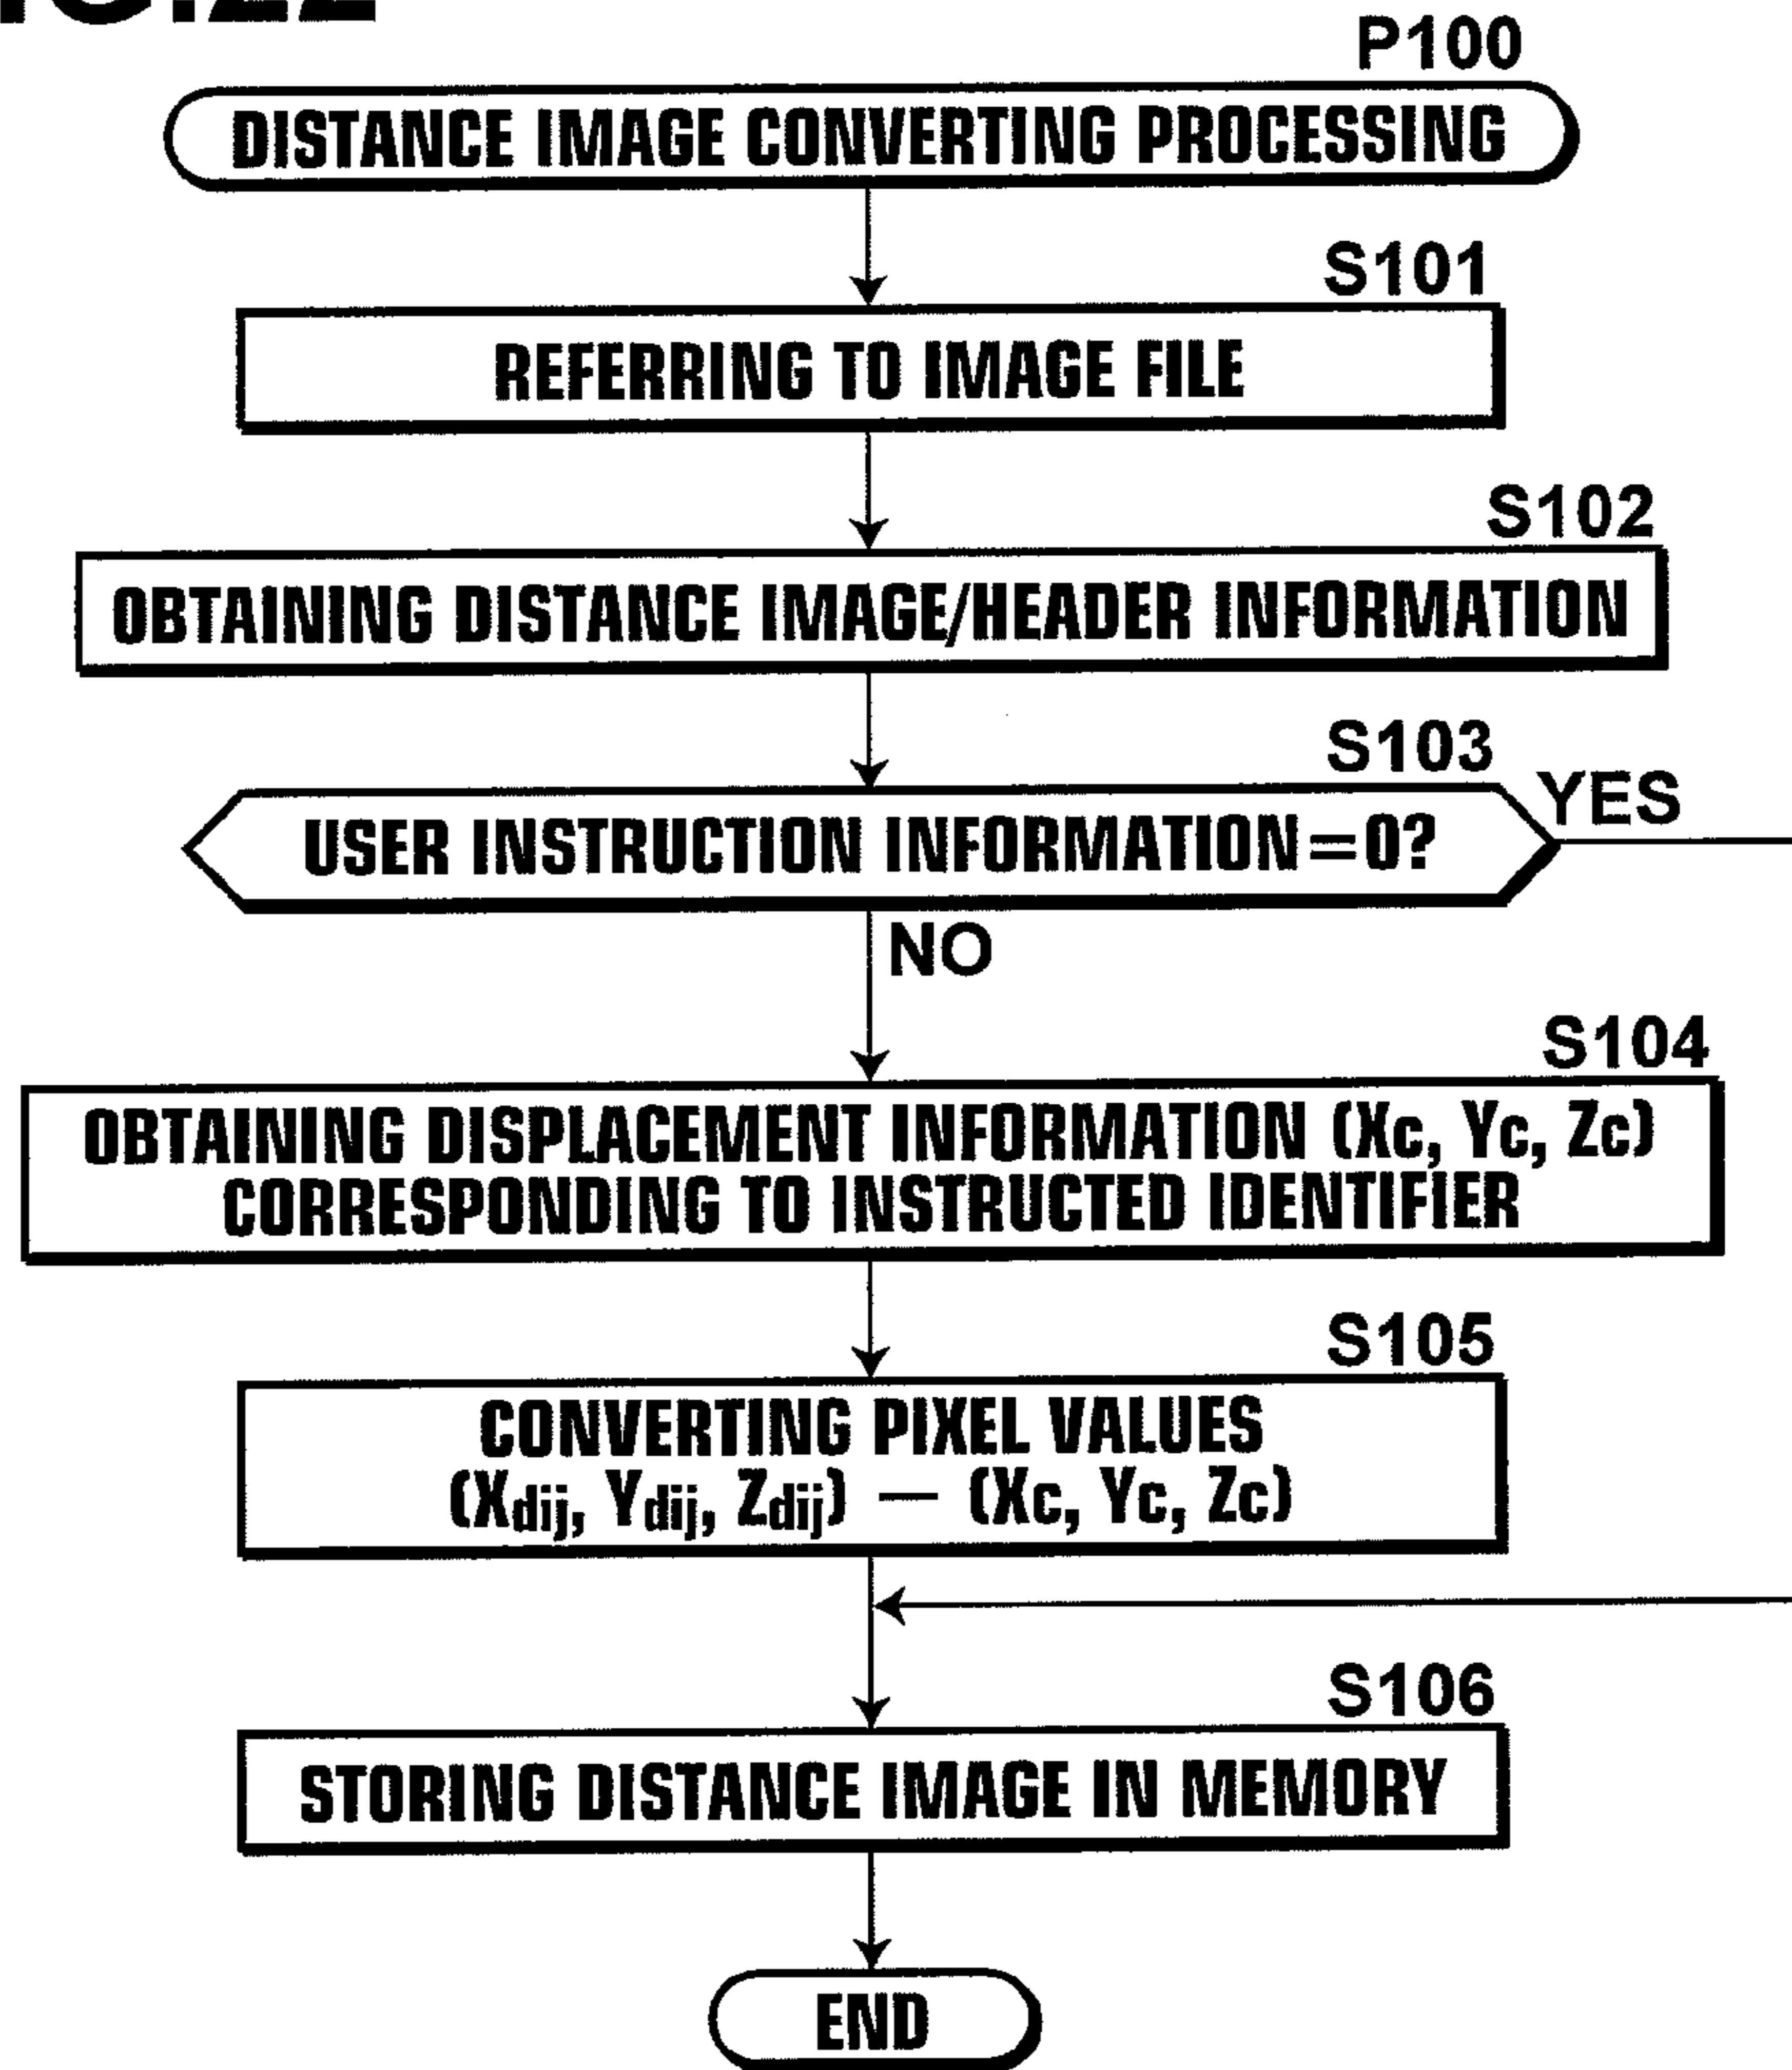 P100
DISTANCE IMAGE CONVERTING PROCESSING
S101
REFERRING TO IMAGE FILE
S102
OBTAINING DISTANCE IMAGE/HEADER INFORMATION
S103
USER INSTRUCTION INFORMATION=0?
YES
NO
S104
OBTAINING DISPLACEMENT INFORMATION (Xc, Yc, Zc)
CORRESPONDING TO INSTRUCTED IDENTIFIER
S105
CONVERTING PIXEL VALUES
(Xdij, Ydij, Zdij) — (Xc, Yc, Zc)
S106
STORING DISTANCE IMAGE IN MEMORY
END